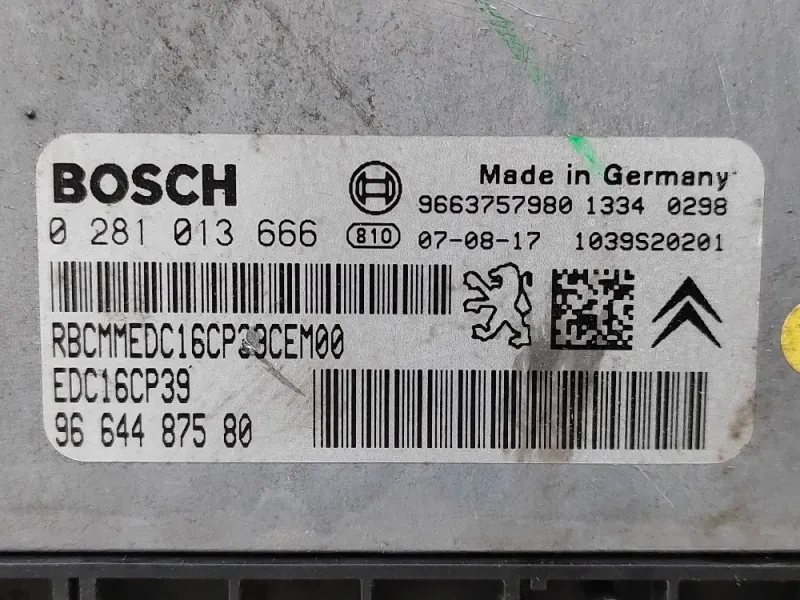 BOSCH
Made in Germany
9663757980 1334 0298
0 281 013 666 810 07-08-17 1039S20201
RBCMMEDC16CP39CEM00
EDC16CP39
96 644 875 80